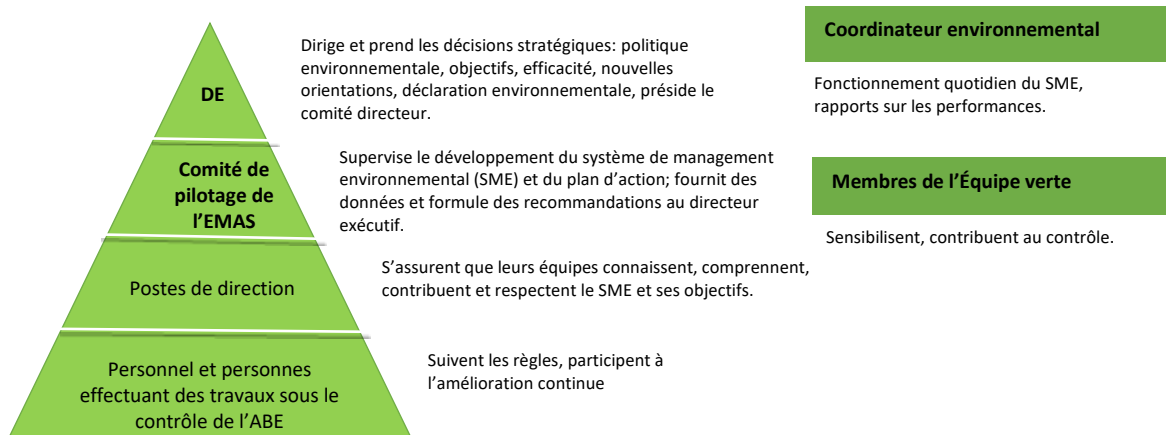 DE
Dirige et prend les décisions stratégiques: politique
environnementale, objectifs, efficacité, nouvelles
orientations, déclaration environnementale, préside le
comité directeur.
Comité de
pilotage de
l’EMAS
Supervise le développement du système de management
environnemental (SME) et du plan d’action; fournit des
données et formule des recommandations au directeur
exécutif.
Postes de direction
S’assurent que leurs équipes connaissent, comprennent,
contribuent et respectent le SME et ses objectifs.
Personnel et personnes
effectuant des travaux sous le
contrôle de l’ABE
Suivent les règles, participent à
l’amélioration continue
Coordinateur environnemental
Fonctionnement quotidien du SME,
rapports sur les performances.
Membres de l’Équipe verte
Sensibilisent, contribuent au contrôle.